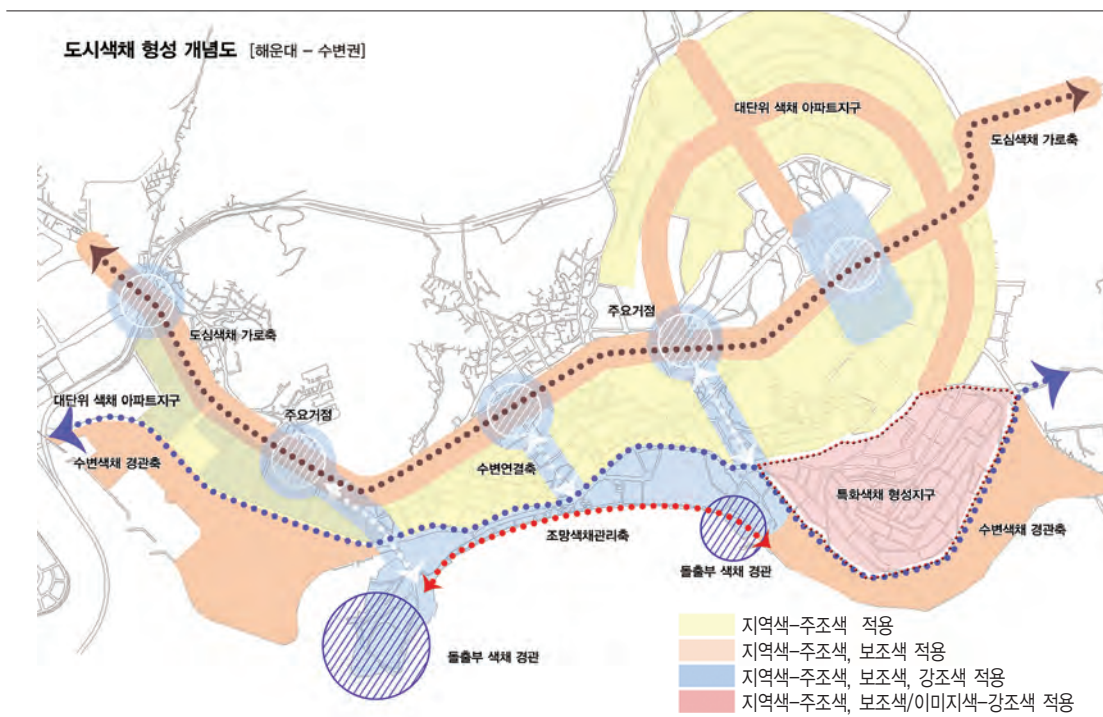 도시색채 형성 개념도 [해운대 – 수변권]
대단위 색채 아파트지구
도심색채 가로축
주요거점
도심색채 가로축
대단위 색채 아파트지구
주요거점
수변색채 경관축
수변연결축
특화색채 형성지구
수변색채 경관축
조망색채관리축
돌출부 색채 경관
돌출부 색채 경관
지역색–주조색 적용
지역색–주조색, 보조색 적용
지역색–주조색, 보조색, 강조색 적용
지역색–주조색, 보조색/이미지색–강조색 적용